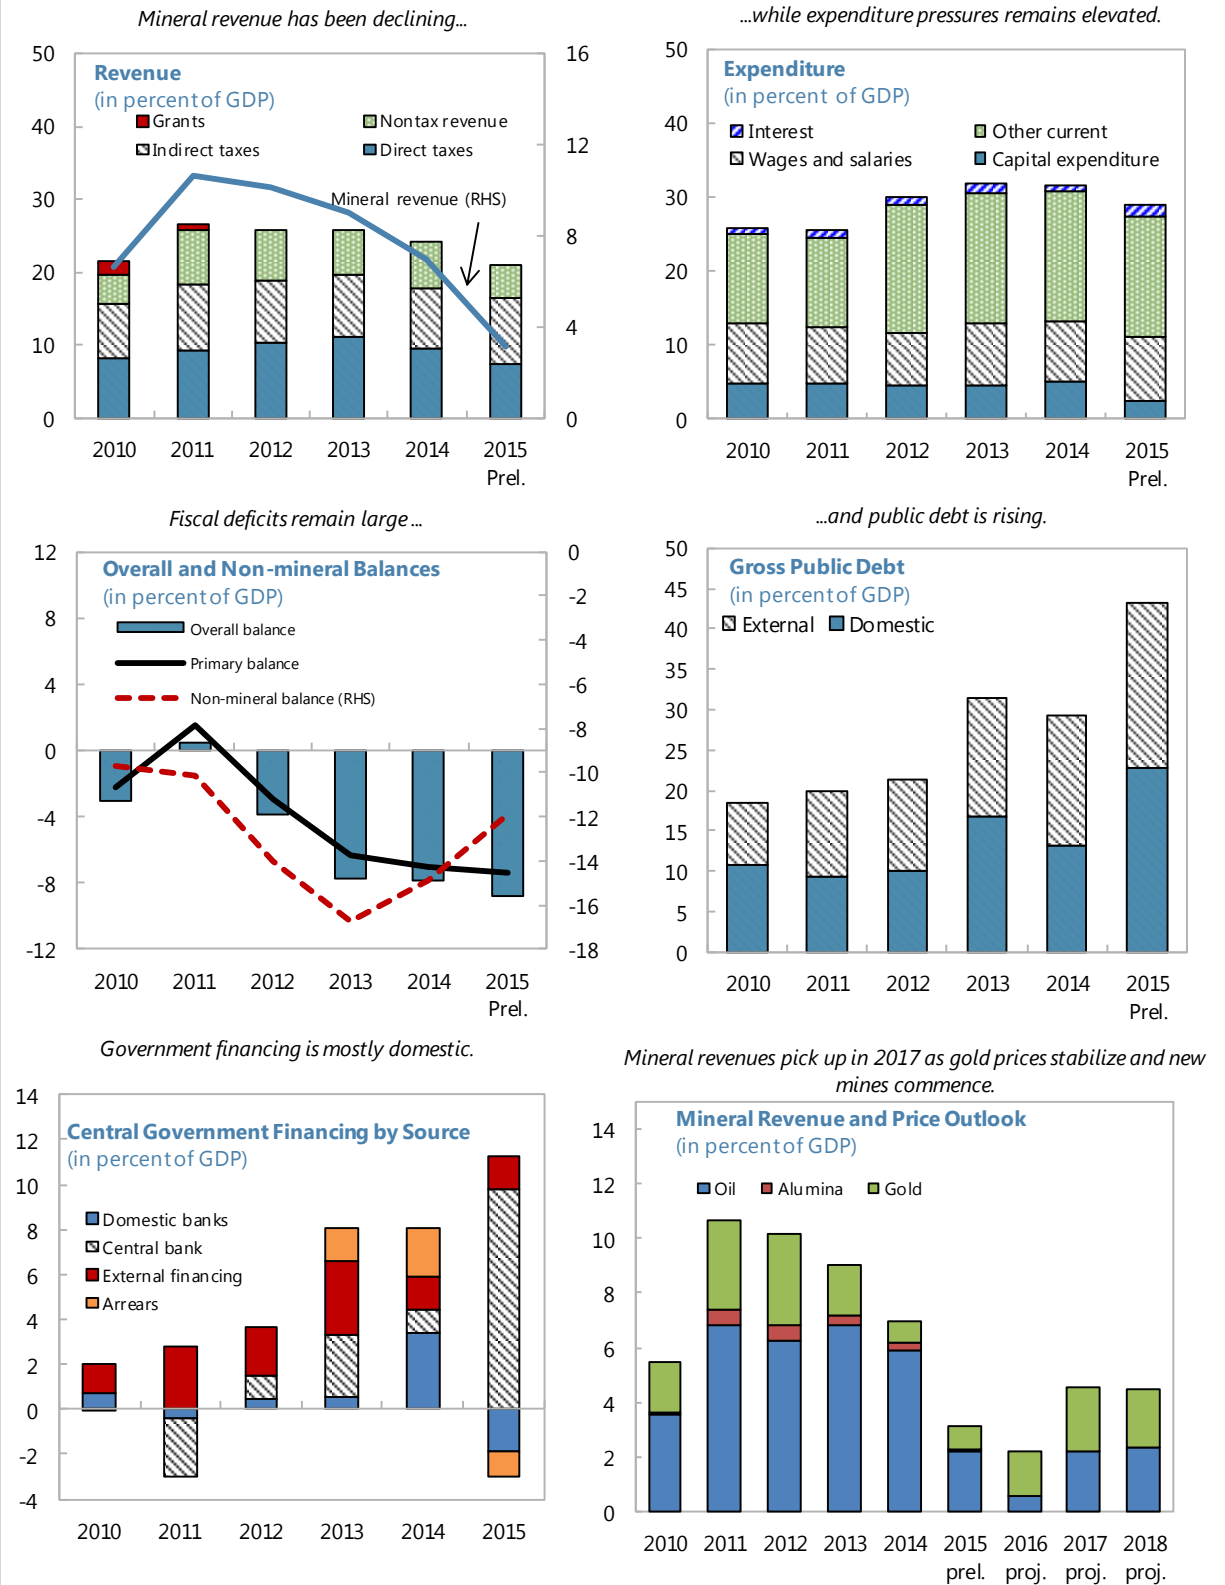 Mineral revenue has been declining...
50
40
30
20
10
0
16
12
8
4
0
Revenue
(in percent of GDP)
Grants
Nontax revenue
Indirect taxes
Direct taxes
Mineral revenue (RHS)
2010 2011 2012 2013 2014 2015
Prel.
...while expenditure pressures remains elevated.
50
40
30
20
10
0
Expenditure
(in percent of GDP)
Interest
Other current
Wages and salaries
Capital expenditure
2010 2011 2012 2013 2014 2015
Prel.
Fiscal deficits remain large ...
12
8
4
0
-4
-8
-12
0
-2
-4
-6
-8
-10
-12
-14
-16
-18
Overall and Non-mineral Balances
(in percent of GDP)
Overall balance
Primary balance
Non-mineral balance (RHS)
2010 2011 2012 2013 2014 2015
Prel.
...and public debt is rising.
50
45
40
35
30
25
20
15
10
5
0
Gross Public Debt
(in percent of GDP)
External Domestic
2010 2011 2012 2013 2014 2015
Prel.
Government financing is mostly domestic.
14
12
10
8
6
4
2
0
-2
-4
Central Government Financing by Source
(in percent of GDP)
Domestic banks
Central bank
External financing
Arrears
2010 2011 2012 2013 2014 2015
Mineral revenues pick up in 2017 as gold prices stabilize and new
mines commence.
14
12
10
8
6
4
2
0
Mineral Revenue and Price Outlook
(in percent of GDP)
Oil Alumina Gold
2010 2011 2012 2013 2014 2015 2016 2017 2018
prel. proj. proj. proj.